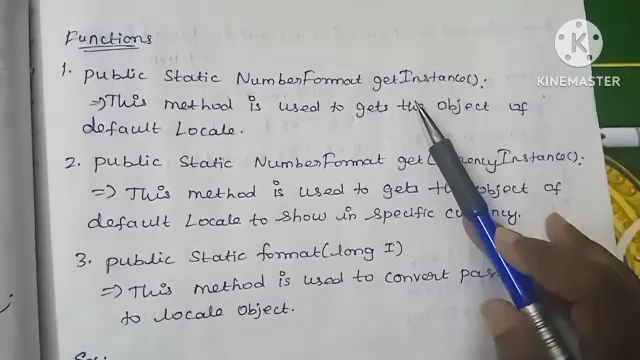 Functions
1. public Static NumberFormat getInstance().
⇒ This method is used to gets the object of
default Locale.
2. public Static NumberFormat get
⇒ This method is used to gets the object of
default Locale to show in specific
3. public Static format(long I)
⇒ This method is used to convert
to locale object.
KINEMASTER